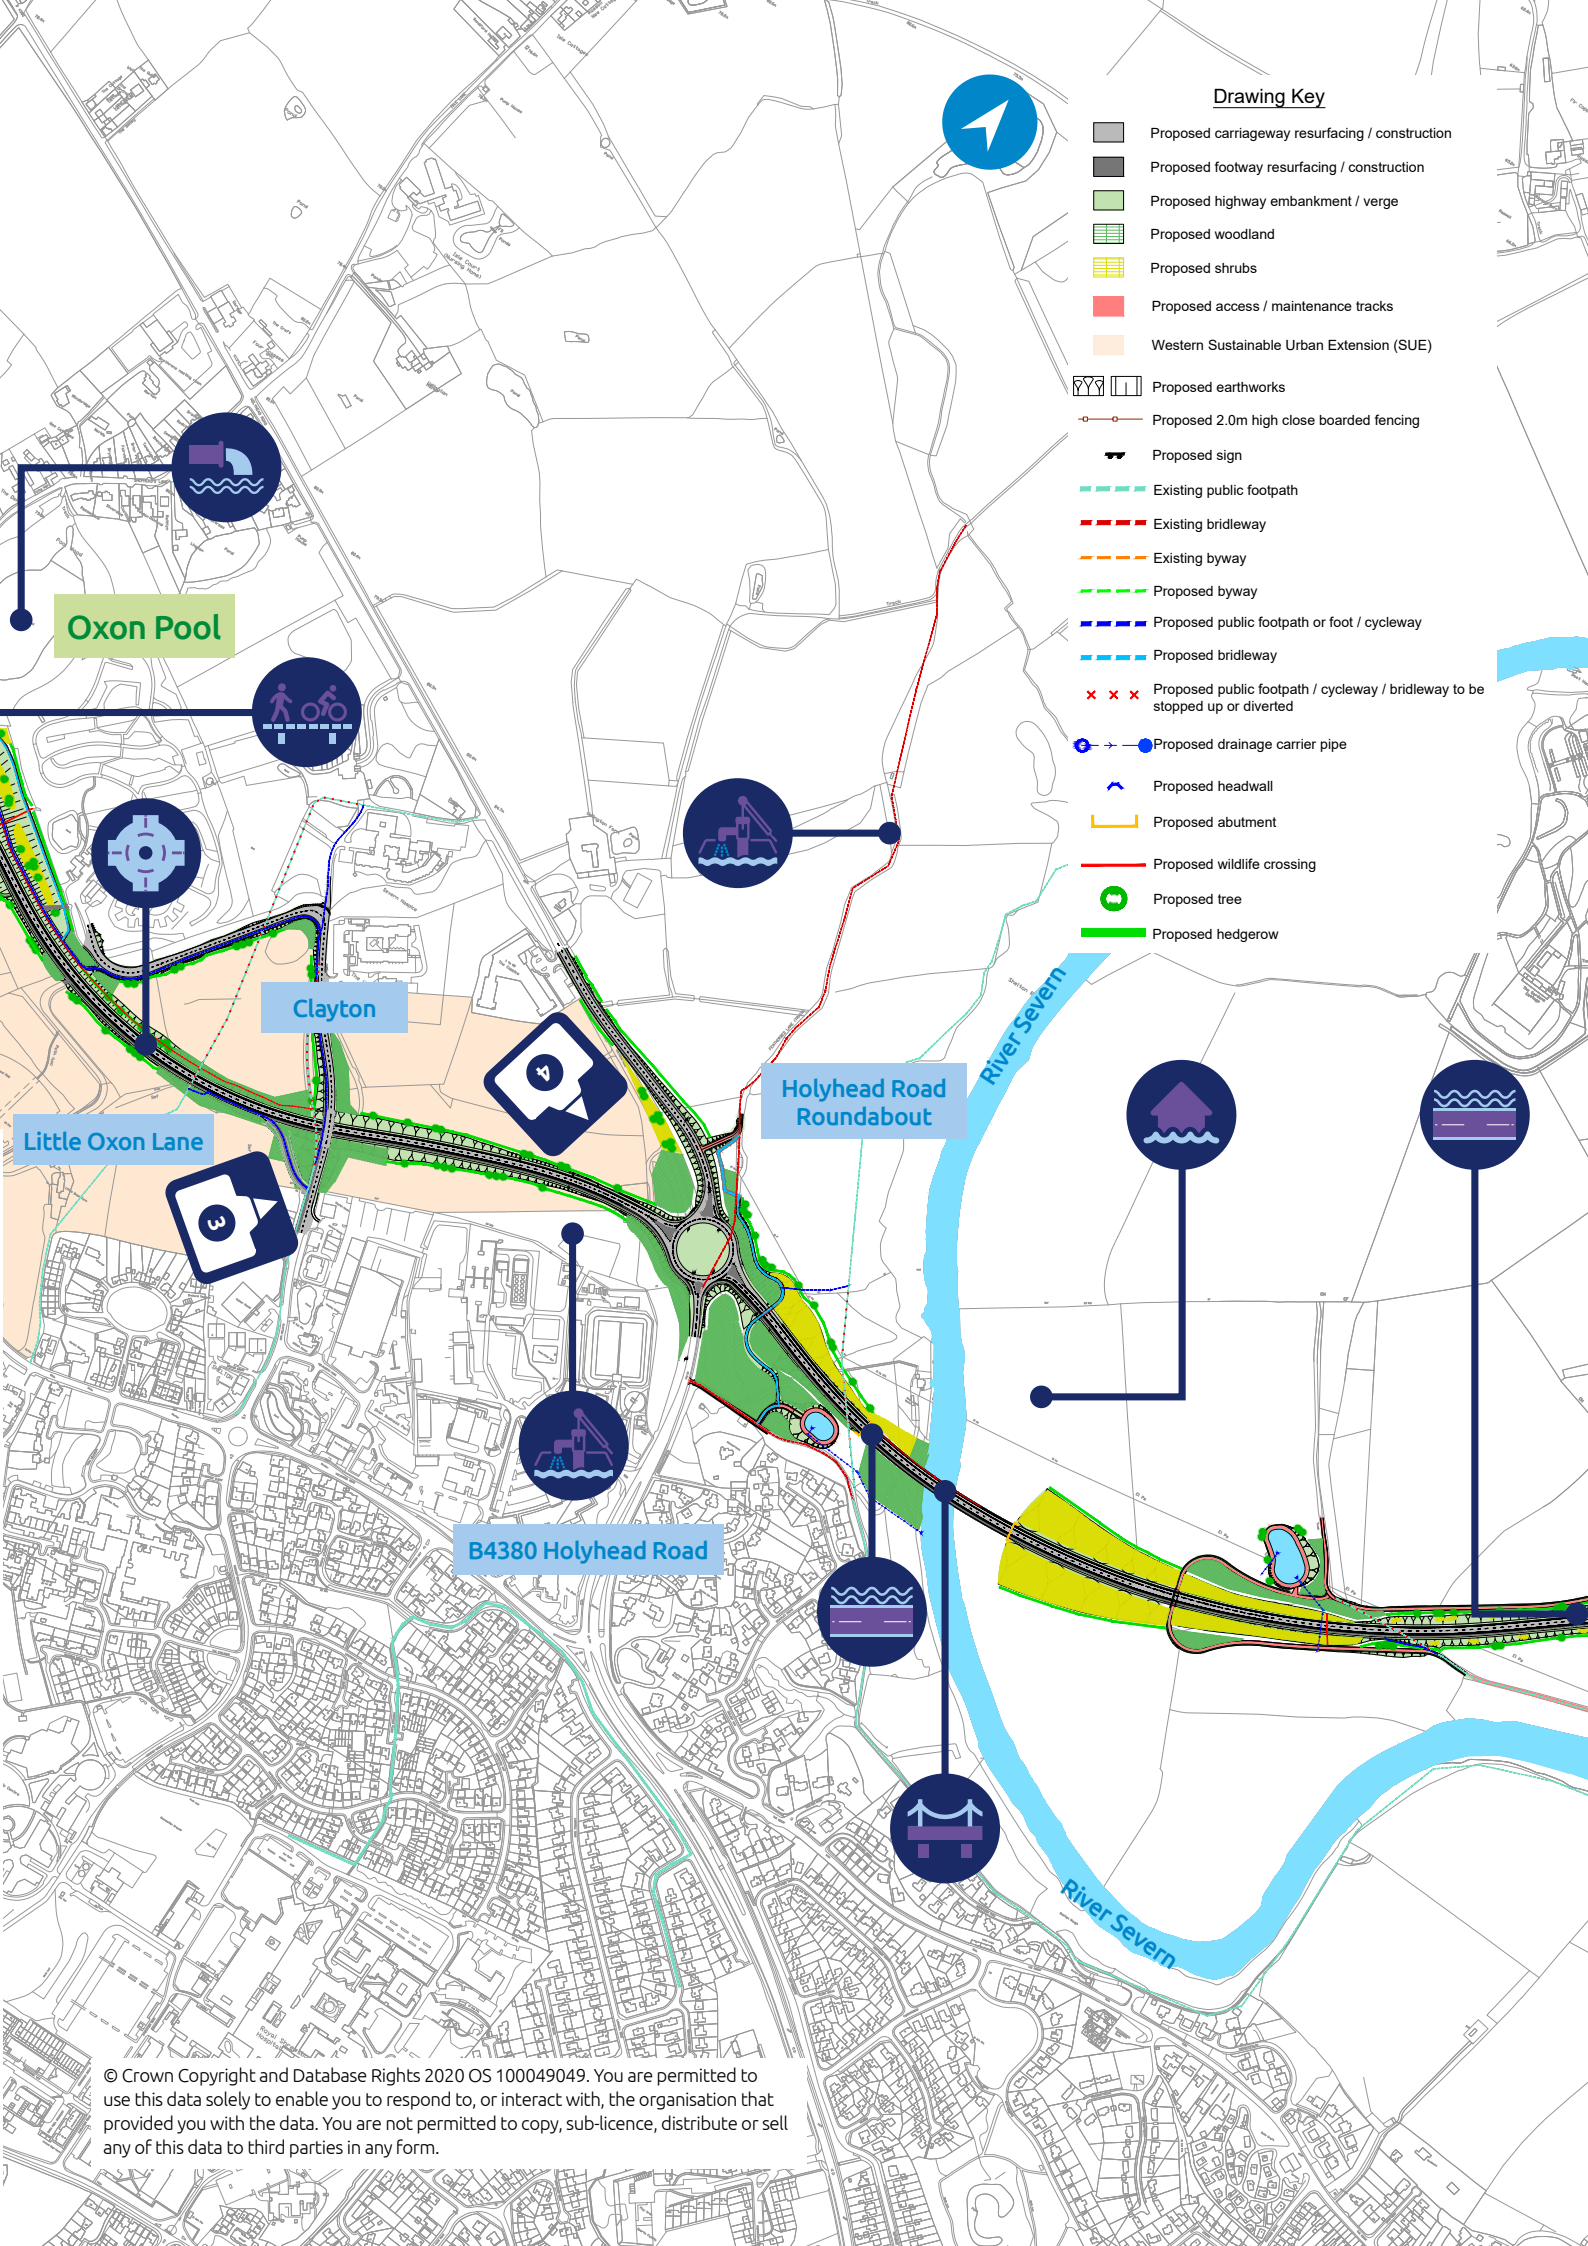 Drawing Key
Proposed carriageway resurfacing / construction
Proposed footway resurfacing / construction
Proposed highway embankment / verge
Proposed woodland
Proposed shrubs
Proposed access / maintenance tracks
Western Sustainable Urban Extension (SUE)
Proposed earthworks
Proposed 2.0m high close boarded fencing
Proposed sign
Existing public footpath
Existing bridleway
Existing byway
Proposed byway
Proposed public footpath or foot / cycleway
Proposed bridleway
Proposed public footpath / cycleway / bridleway to be
stopped up or diverted
Proposed drainage carrier pipe
Proposed headwall
Proposed abutment
Proposed wildlife crossing
Proposed tree
Proposed hedgerow
Oxon Pool
Clayton
Little Oxon Lane
4
3
Holyhead Road
Roundabout
River Severn
B4380 Holyhead Road
River Severn
© Crown Copyright and Database Rights 2020 OS 100049049. You are permitted to
use this data solely to enable you to respond to, or interact with, the organisation that
provided you with the data. You are not permitted to copy, sub-licence, distribute or sell
any of this data to third parties in any form.